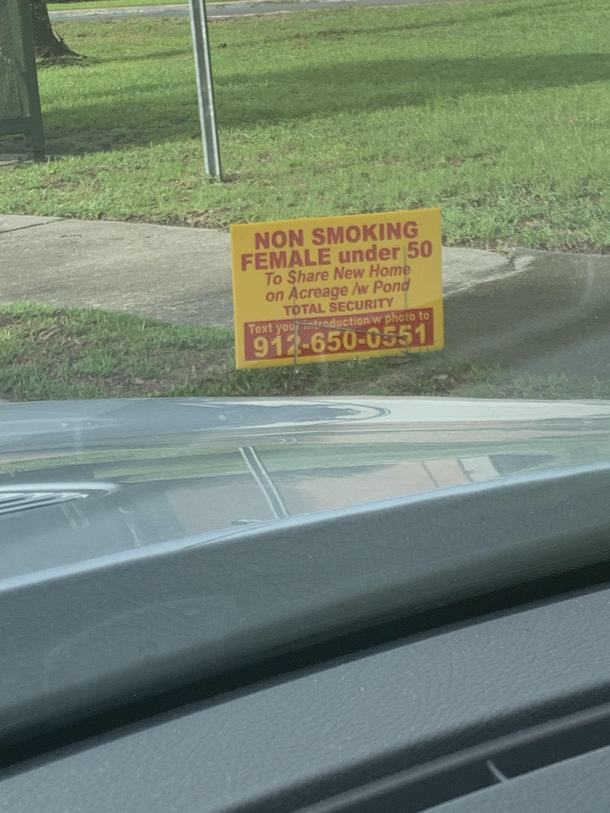 NON SMOKING
FEMALE under 50
To Share New Home
on Acreage /w Pond
TOTAL SECURITY
Text your introduction/w photo to
912-650-0551